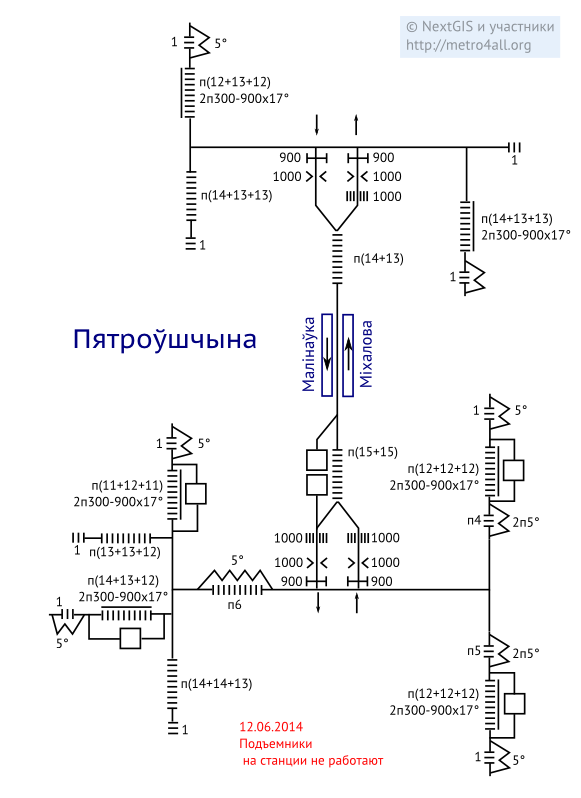 © NextGIS и участники
http://metro4all.org
1
5°
п(12+13+12)
2п300-900x17°
900
900
1
1000
1000
п(14+13+13)
1000
п(14+13+13)
2п300-900x17°
1
п(14+13)
1
Пятроўшчына
Малінаўка
Міхалова
1
5°
1
5°
п(15+15)
п(12+12+12)
2п300-900x17°
п(11+12+11)
2п300-900x17°
п4
2п5°
1000
1000
1
п(13+13+12)
1000
1000
5°
900
900
п(14+13+12)
2п300-900x17°
1
п6
5°
п5
2п5°
п(14+14+13)
п(12+12+12)
2п300-900x17°
1
12.06.2014
Подъемники
на станции не работают
1
5°